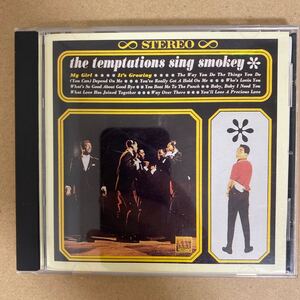 STEREO
the temptations sing smokey
My Girl It's Growing The Way You Do The Things You Do
(You Can) Depend On Me You've Really Got A Hold On Me Who's Lovin You
What's So Good About Good Bye You Beat Me To The Punch Baby, Baby I Need You
What Love Has Joined Together Way Over There You'll Lose A Precious Love